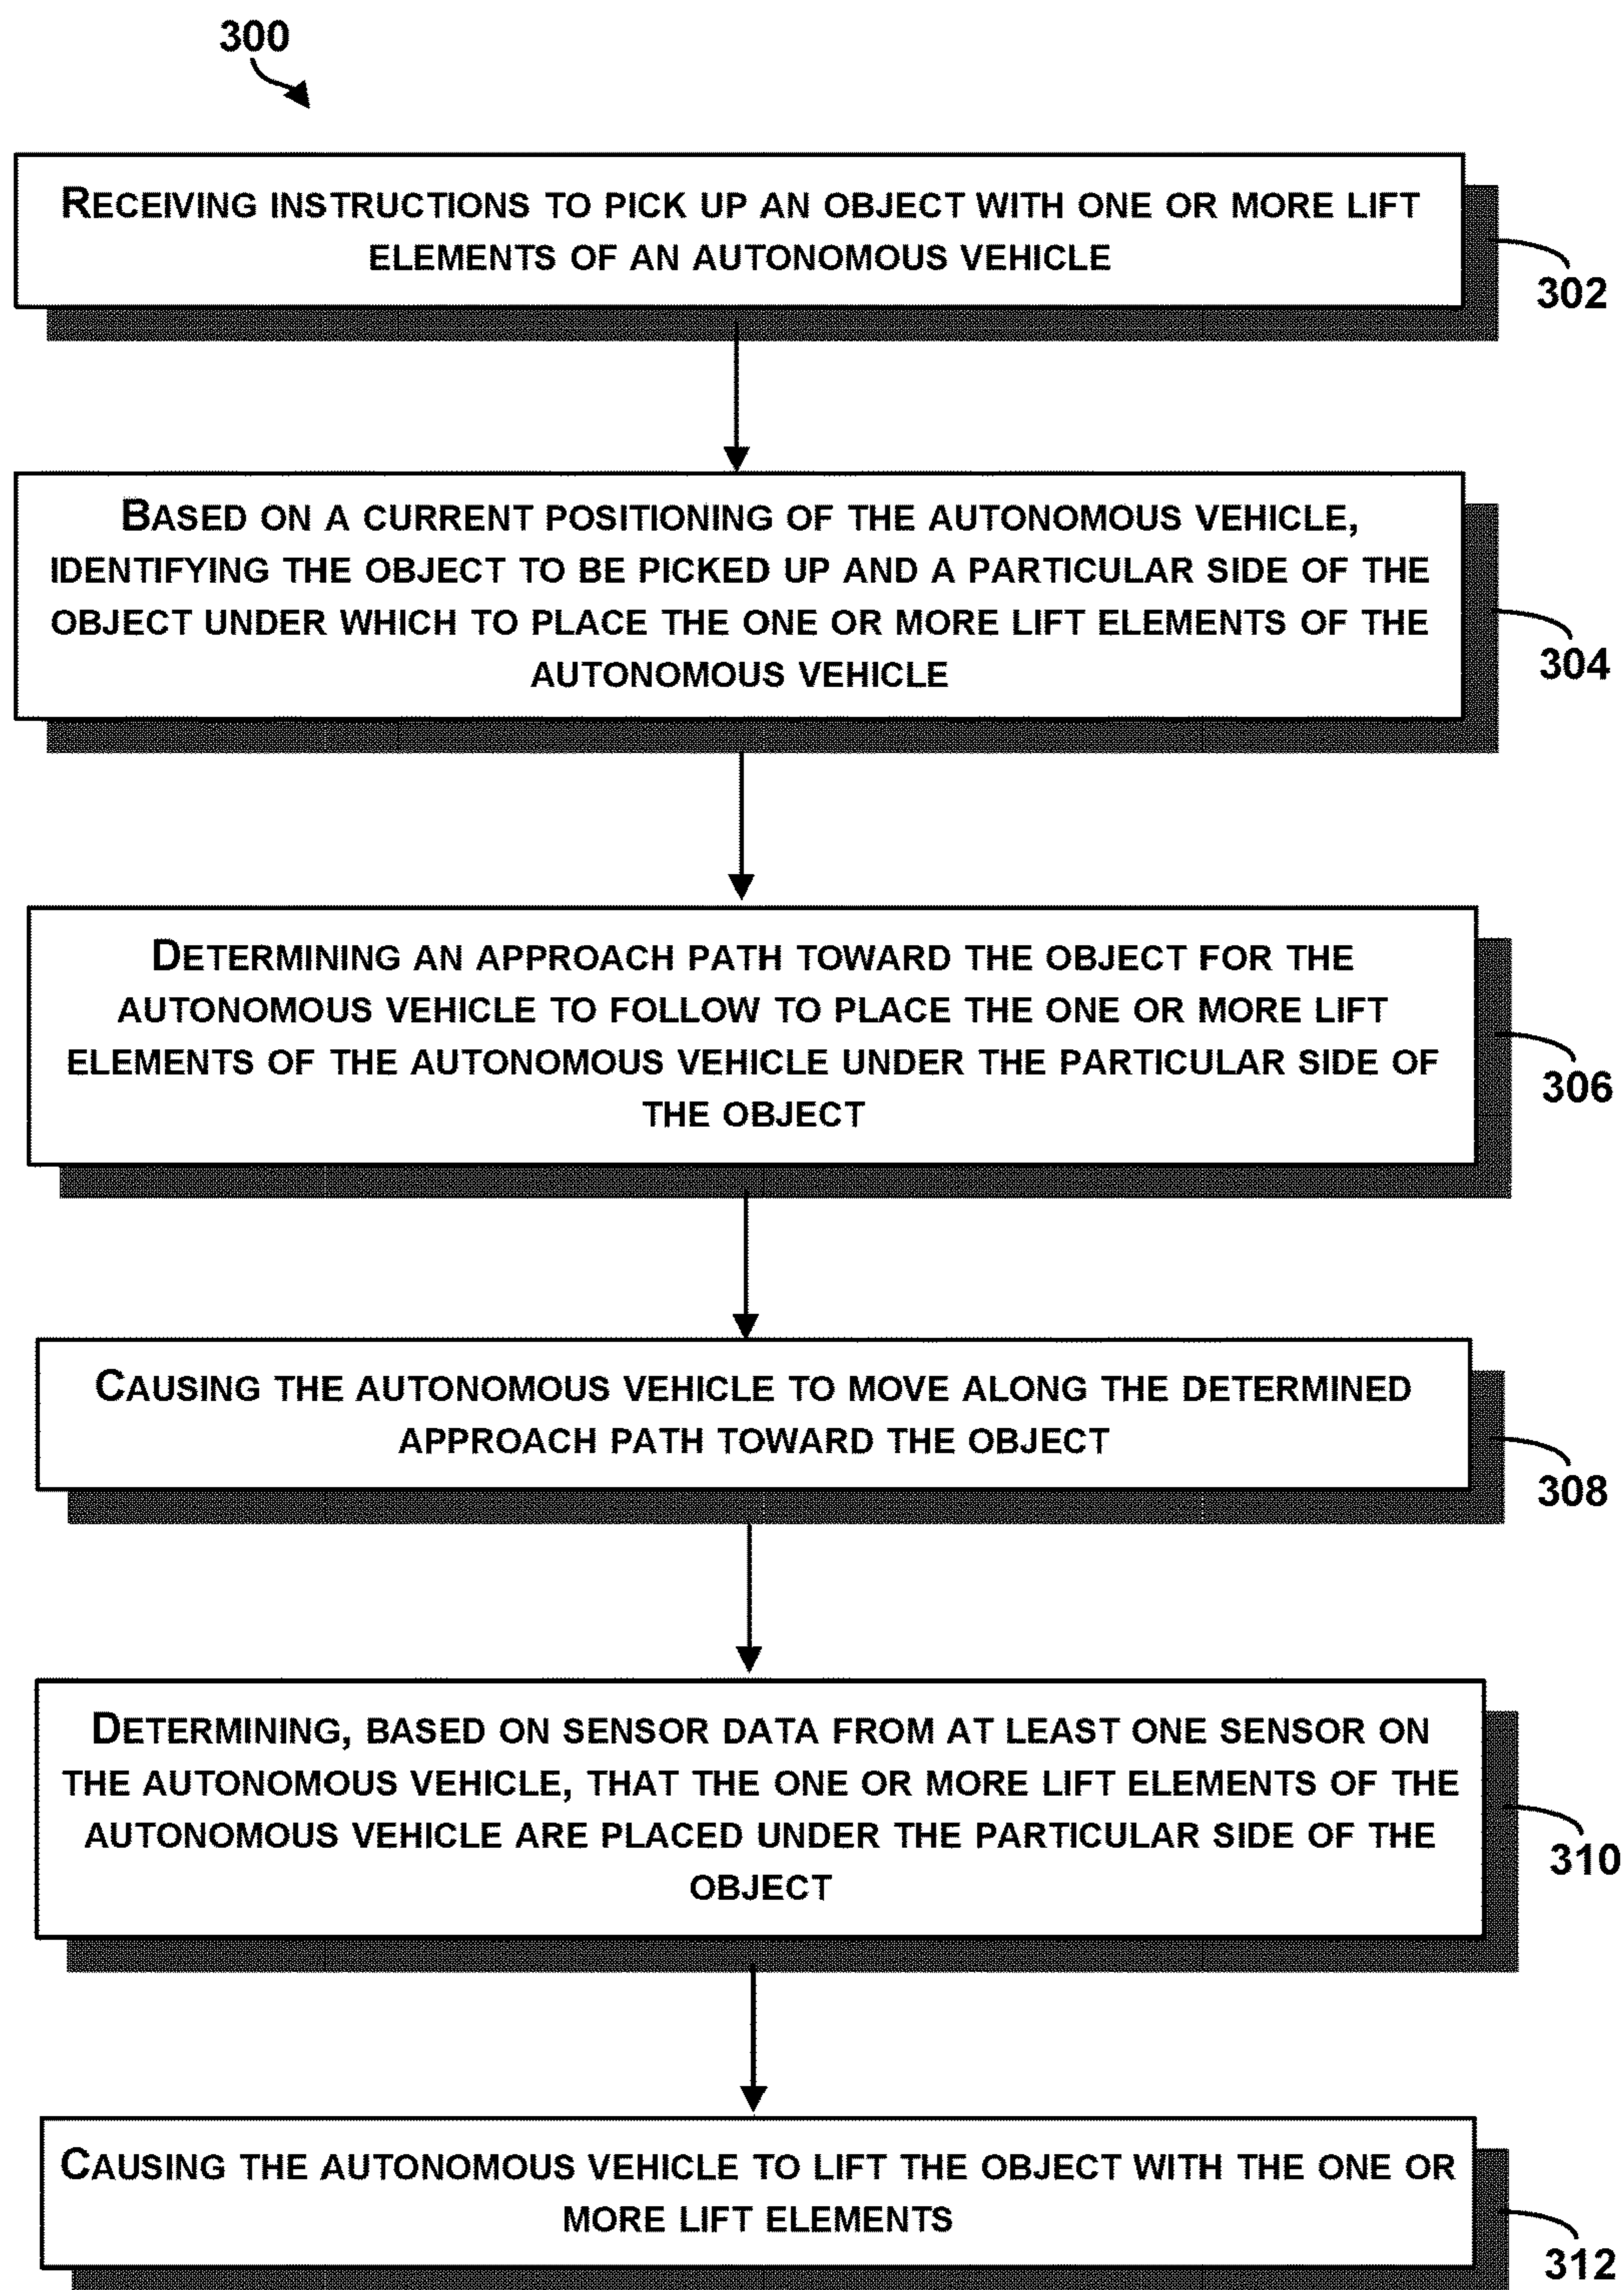 300
RECEIVING INSTRUCTIONS TO PICK UP AN OBJECT WITH ONE OR MORE LIFT
ELEMENTS OF AN AUTONOMOUS VEHICLE
302
BASED ON A CURRENT POSITIONING OF THE AUTONOMOUS VEHICLE,
IDENTIFYING THE OBJECT TO BE PICKED UP AND A PARTICULAR SIDE OF THE
OBJECT UNDER WHICH TO PLACE THE ONE OR MORE LIFT ELEMENTS OF THE
AUTONOMOUS VEHICLE
304
DETERMINING AN APPROACH PATH TOWARD THE OBJECT FOR THE
AUTONOMOUS VEHICLE TO FOLLOW TO PLACE THE ONE OR MORE LIFT
ELEMENTS OF THE AUTONOMOUS VEHICLE UNDER THE PARTICULAR SIDE OF
THE OBJECT
306
CAUSING THE AUTONOMOUS VEHICLE TO MOVE ALONG THE DETERMINED
APPROACH PATH TOWARD THE OBJECT
308
DETERMINING, BASED ON SENSOR DATA FROM AT LEAST ONE SENSOR ON
THE AUTONOMOUS VEHICLE, THAT THE ONE OR MORE LIFT ELEMENTS OF THE
AUTONOMOUS VEHICLE ARE PLACED UNDER THE PARTICULAR SIDE OF THE
OBJECT
310
CAUSING THE AUTONOMOUS VEHICLE TO LIFT THE OBJECT WITH THE ONE OR
MORE LIFT ELEMENTS
312